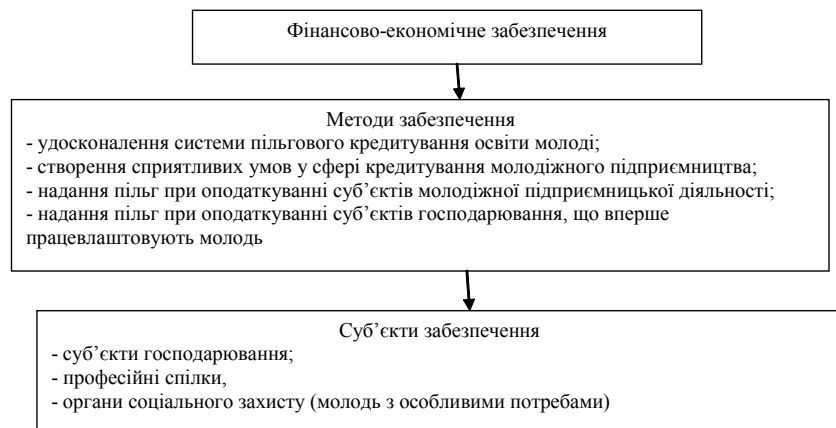 Фінансово-економічне забезпечення
Методи забезпечення
- удосконалення системи пільгового кредитування освіти молоді;
- створення сприятливих умов у сфері кредитування молодіжного підприємництва;
- надання пільг при оподаткуванні суб’єктів молодіжної підприємницької діяльності;
- надання пільг при оподаткуванні суб’єктів господарювання, що вперше
працевлаштовують молодь
Суб’єкти забезпечення
- суб’єкти господарювання;
- професійні спілки,
- органи соціального захисту (молодь з особливими потребами)